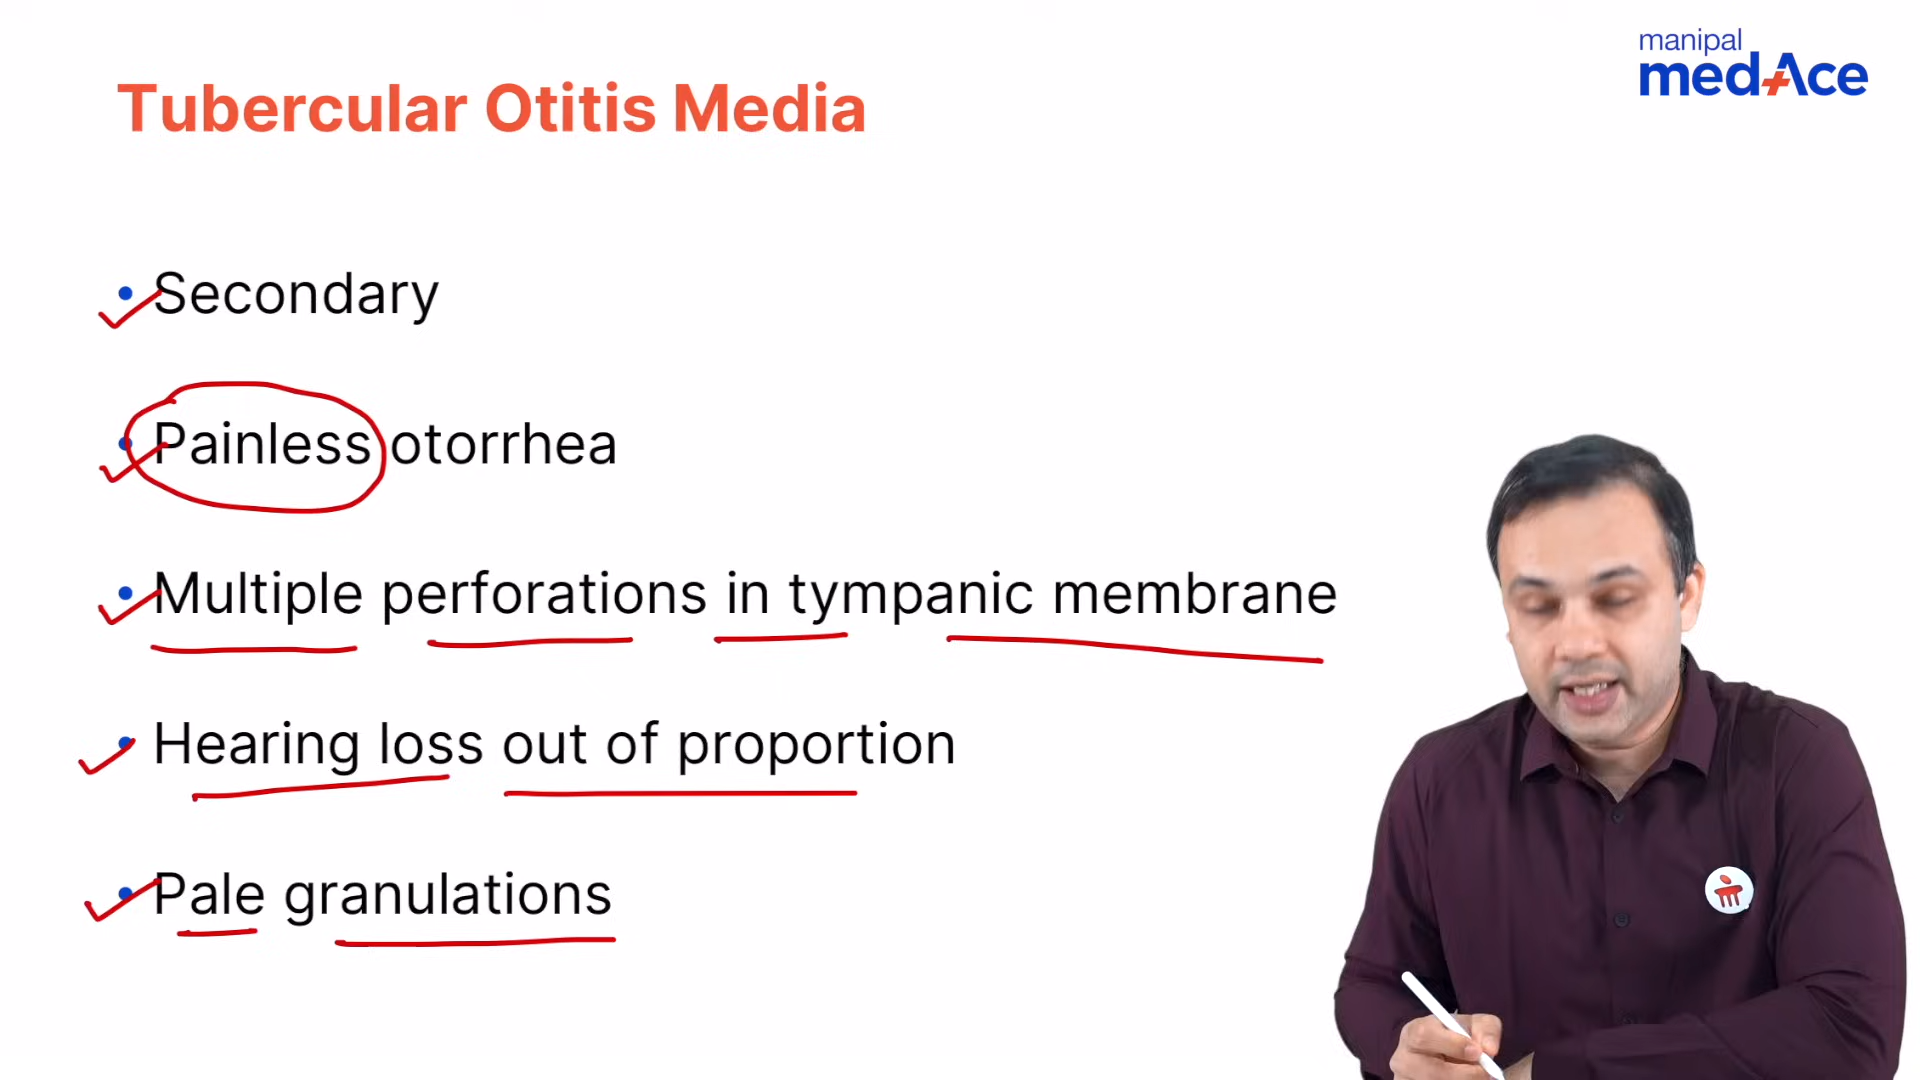 manipal
medAce
Tubercular Otitis Media
• Secondary
• Painless otorrhea
• Multiple perforations in tympanic membrane
• Hearing loss out of proportion
• Pale granulations